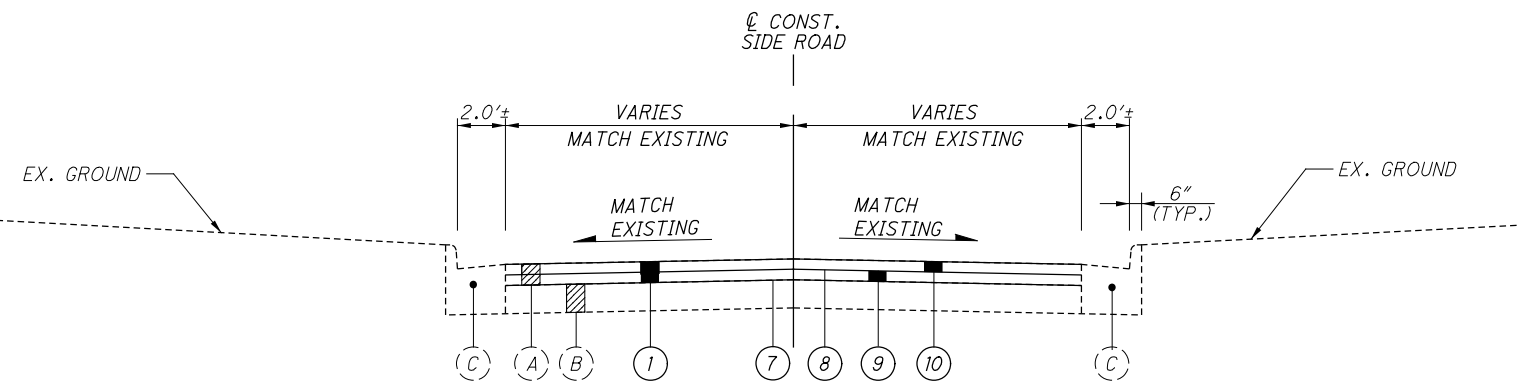 ℄ CONST.
SIDE ROAD
2.0'± VARIES VARIES 2.0'±
MATCH EXISTING MATCH EXISTING
EX. GROUND EX. GROUND
6"
(TYP.)
MATCH
EXISTING
MATCH
EXISTING
C A B 1 7 8 9 10 C